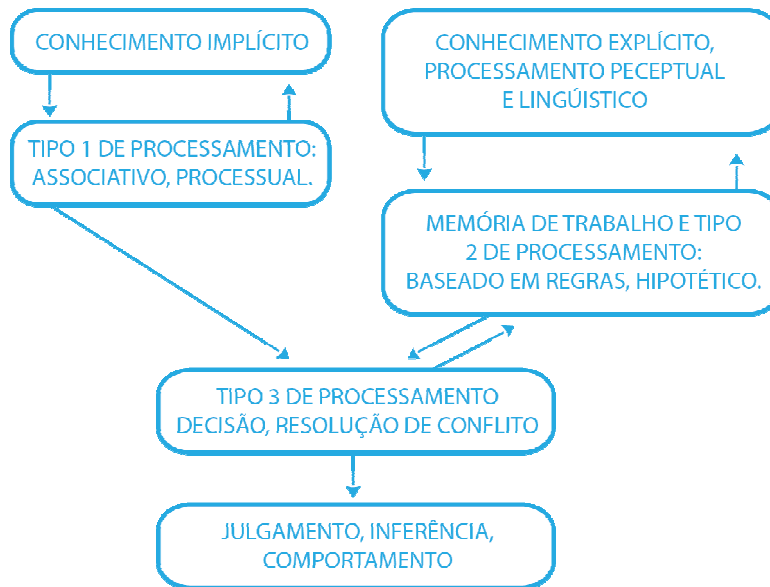 CONHECIMENTO IMPLÍCITO
CONHECIMENTO EXPLÍCITO,
PROCESSAMENTO PECEPTUAL
E LINGÚISTICO
TIPO 1 DE PROCESSAMENTO:
ASSOCIATIVO, PROCESSUAL.
MEMÓRIA DE TRABALHO E TIPO
2 DE PROCESSAMENTO:
BASEADO EM REGRAS, HIPOTÉTICO.
TIPO 3 DE PROCESSAMENTO
DECISÃO, RESOLUÇÃO DE CONFLITO
JULGAMENTO, INFERÊNCIA,
COMPORTAMENTO